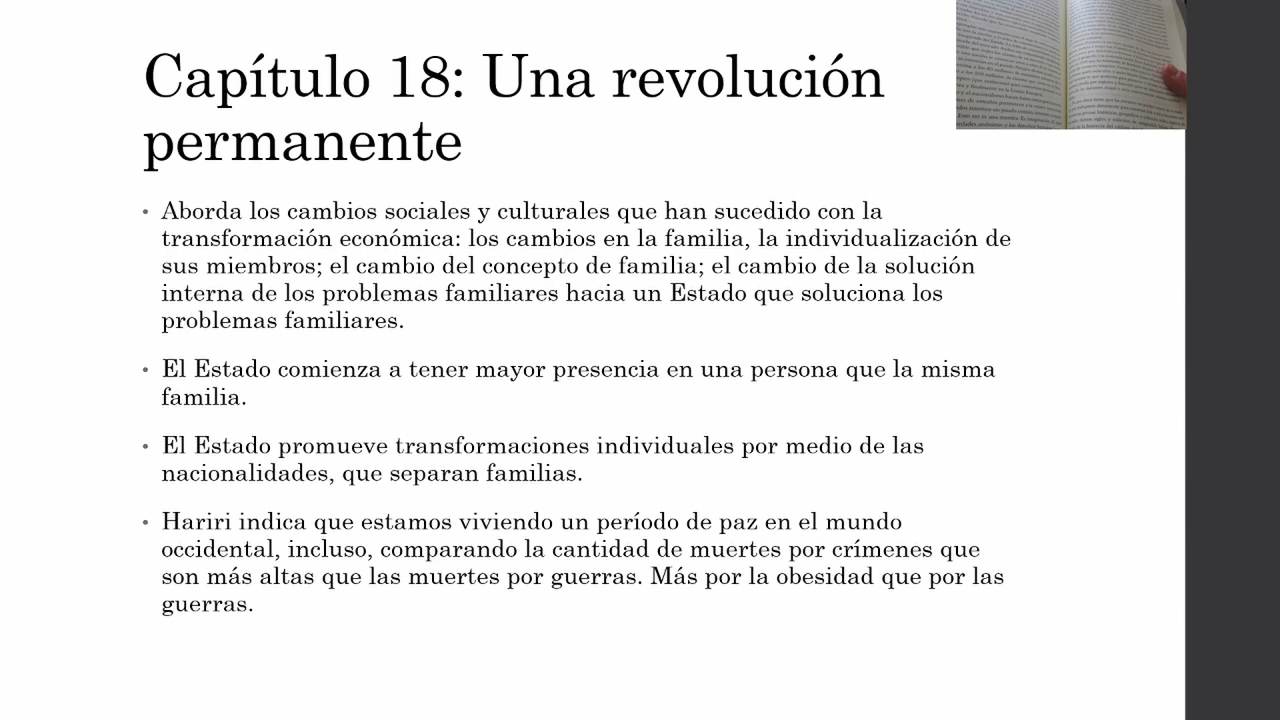 Capítulo 18: Una revolución
permanente
• Aborda los cambios sociales y culturales que han sucedido con la
transformación económica: los cambios en la familia, la individualización de
sus miembros; el cambio del concepto de familia; el cambio de la solución
interna de los problemas familiares hacia un Estado que soluciona los
problemas familiares.
• El Estado comienza a tener mayor presencia en una persona que la misma
familia.
• El Estado promueve transformaciones individuales por medio de las
nacionalidades, que separan familias.
• Hariri indica que estamos viviendo un período de paz en el mundo
occidental, incluso, comparando la cantidad de muertes por crímenes que
son más altas que las muertes por guerras. Más por la obesidad que por las
guerras.